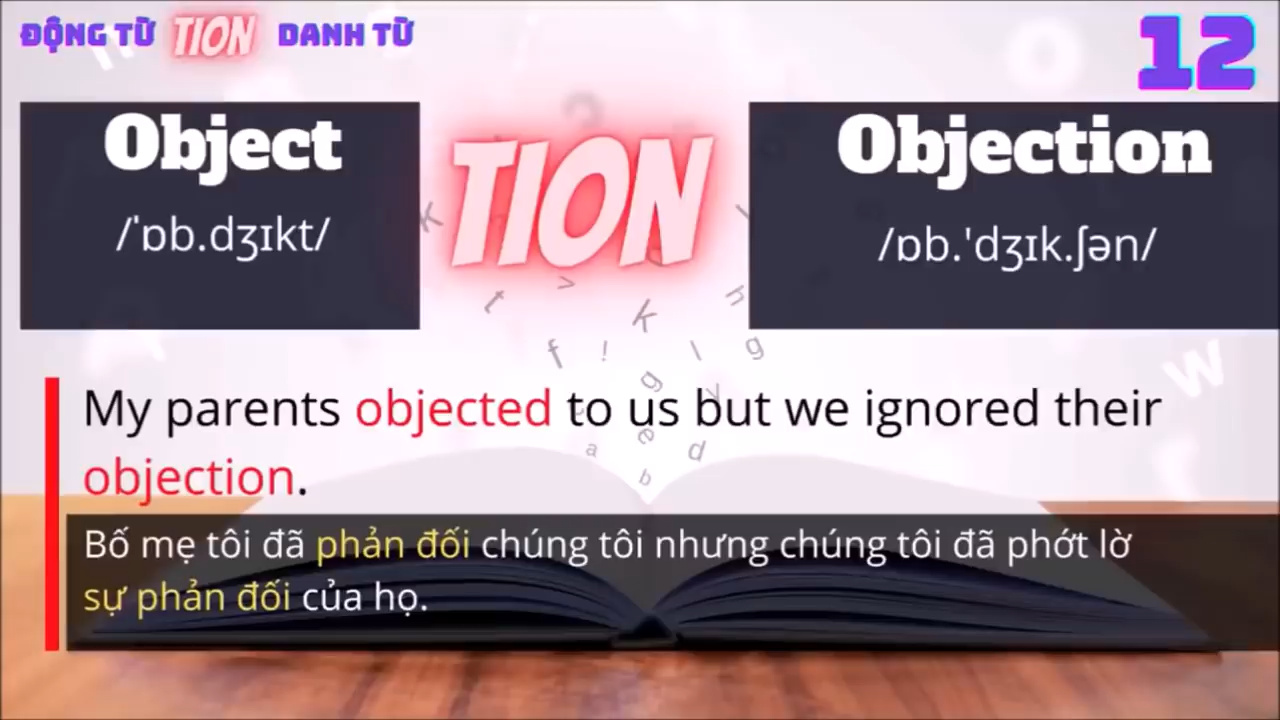 ĐỘNG TỪ TION DANH TỪ
12
Object
TION
Objection
/ˈɒb.dʒɪkt/
/ɒb.ˈdʒɪk.ʃən/
My parents objected to us but we ignored their
objection.
Bố mẹ tôi đã phản đối chúng tôi nhưng chúng tôi đã phớt lờ
sự phản đối của họ.